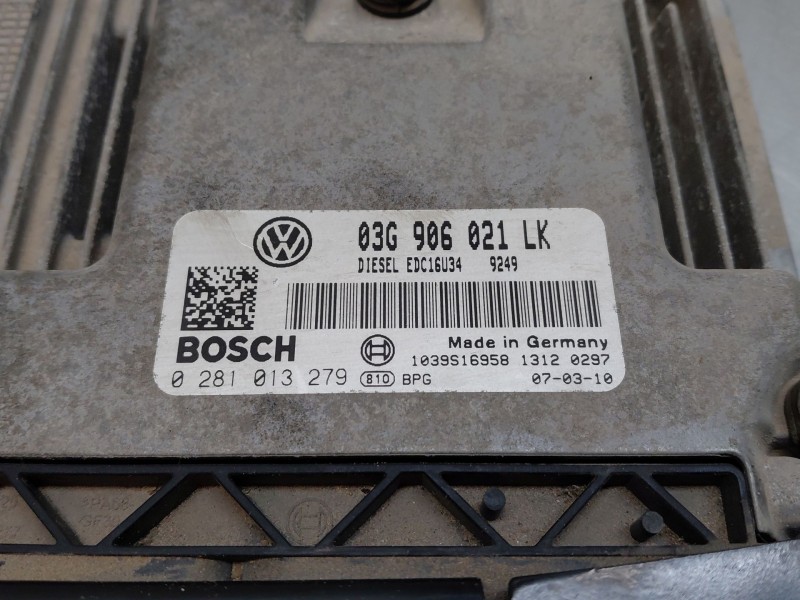 03G 906 021 LK
DIESEL EDC16U34 9249
BOSCH
Made in Germany
1039S16958 1312 0297
0 281 013 279 810 BPG 07-03-10